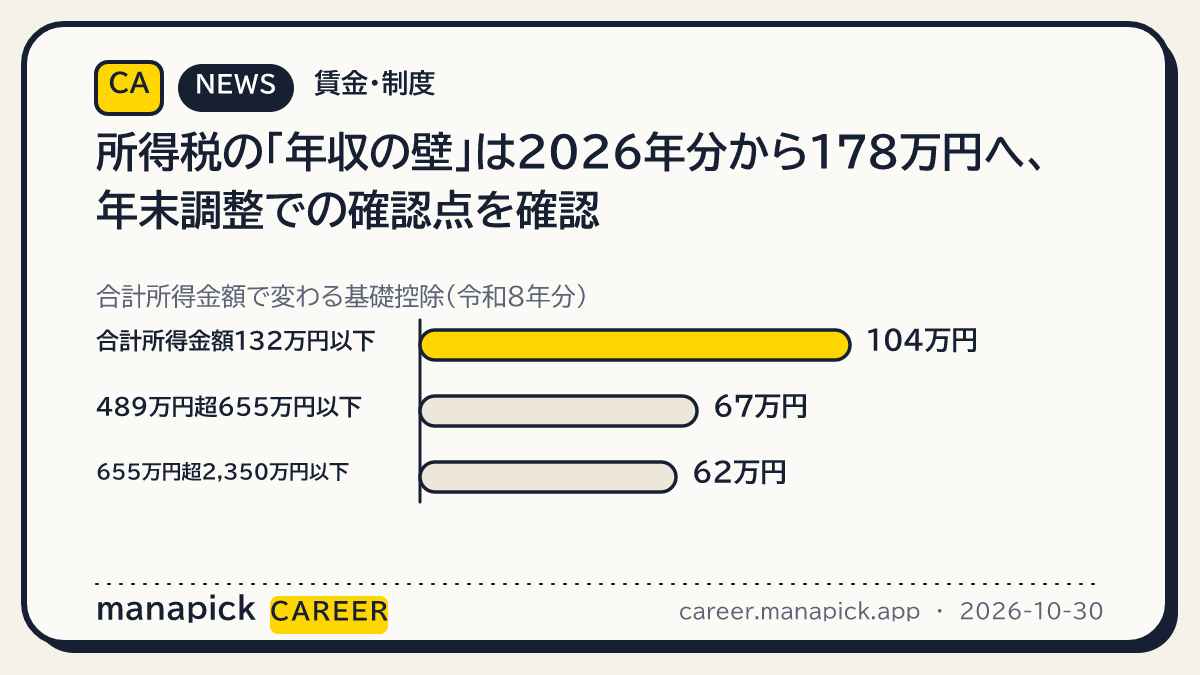 CA NEWS 賃金・制度
所得税の「年収の壁」は2026年分から178万円へ、
年末調整での確認点を確認
合計所得金額で変わる基礎控除(令和8年分)
合計所得金額132万円以下 104万円
489万円超655万円以下 67万円
655万円超2,350万円以下 62万円
manapick CAREER career.manapick.app ・ 2026-10-30